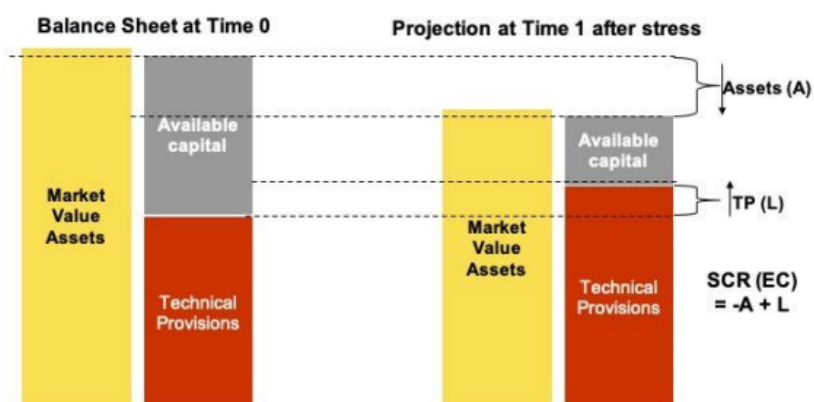 Balance Sheet at Time 0
Projection at Time 1 after stress
Assets (A)
Available
capital
Available
capital
Market
Value
Assets
TP (L)
Market
Value
Assets
Technical
Provisions
Technical
Provisions
SCR (EC)
= -A + L